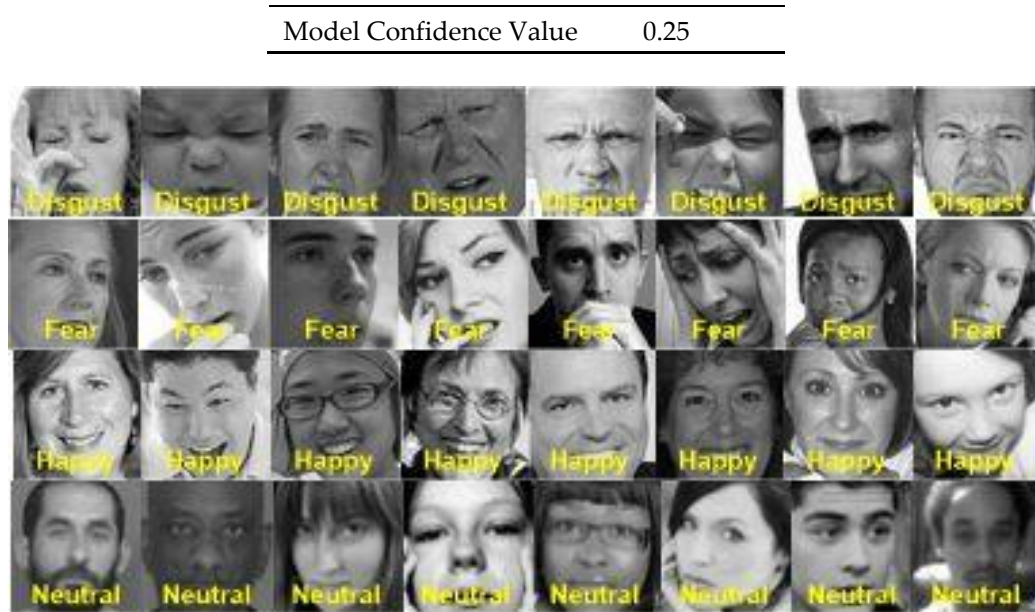 Model Confidence Value 0.25
Disgust Disgust Disgust Disgust Disgust Disgust Disgust Disgust
Fear Fear Fear Fear Fear Fear Fear Fear
Happy Happy Happy Happy Happy Happy Happy Happy
Neutral Neutral Neutral Neutral Neutral Neutral Neutral Neutral